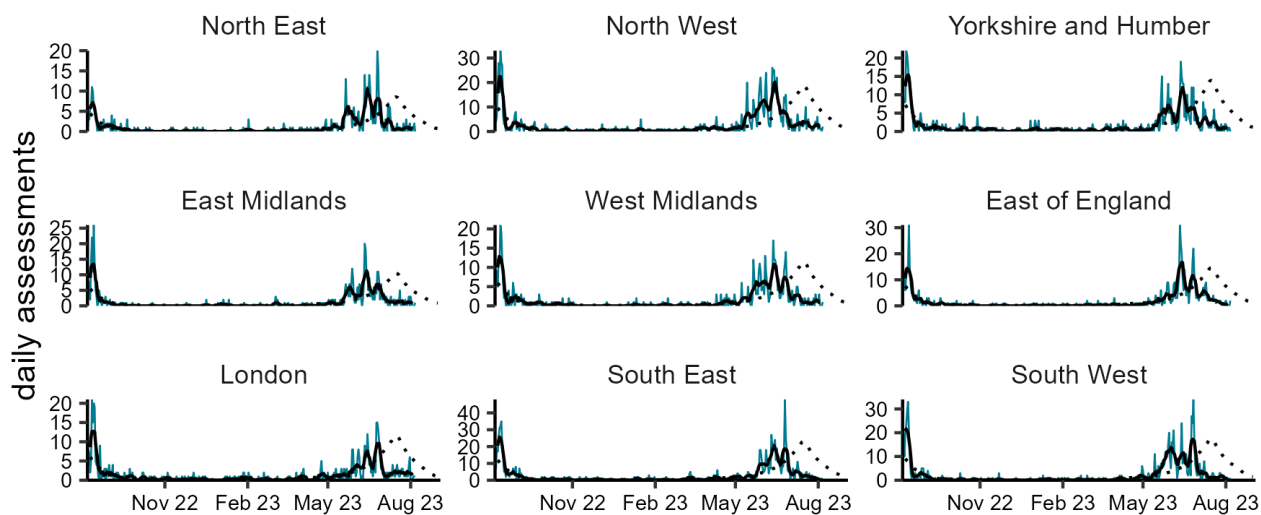 North East North West Yorkshire and Humber
20 30 20
15 20 15
10 10 10
5 5
0 0 0
daily assessments
East Midlands West Midlands East of England
25 20 30
20 15 20
15 10 10
10 5 0
5 0
0
London South East South West
20 40 30
15 30 20
10 20 10
5 10 0
0 0
Nov 22 Feb 23 May 23 Aug 23 Nov 22 Feb 23 May 23 Aug 23 Nov 22 Feb 23 May 23 Aug 23